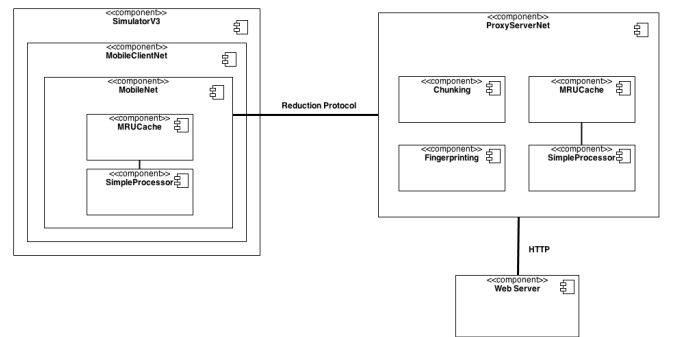 <<component>>
SimulatorV3
<<component>>
MobileClientNet
<<component>>
MobileNet
<<component>>
MRUCache
<<component>>
SimpleProcessor
Reduction Protocol
<<component>>
ProxyServerNet
<<component>>
Chunking
<<component>>
MRUCache
<<component>>
Fingerprinting
<<component>>
SimpleProcessor
HTTP
<<component>>
Web Server